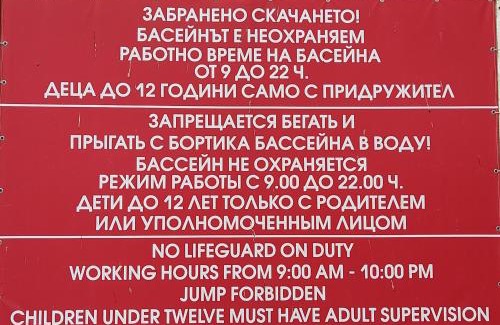 ЗАБРАНЕНО СКАЧАНЕТО!
БАСЕЙНЪТ Е НЕОХРАНЯЕМ
РАБОТНО ВРЕМЕ НА БАСЕЙНА
ОТ 9 ДО 22 Ч.
ДЕЦА ДО 12 ГОДИНИ САМО С ПРИДРУЖИТЕЛ
ЗАПРЕЩАЕТСЯ БЕГАТЬ И
ПРЫГАТЬ С БОРТИКА БАССЕЙНА В ВОДУ!
БАССЕЙН НЕ ОХРАНЯЕТСЯ
РЕЖИМ РАБОТЫ С 9.00 ДО 22.00 Ч.
ДЕТИ ДО 12 ЛЕТ ТОЛЬКО С РОДИТЕЛЕМ
ИЛИ УПОЛНОМОЧЕННЫМ ЛИЦОМ
NO LIFEGUARD ON DUTY
WORKING HOURS FROM 9:00 AM - 10:00 PM
JUMP FORBIDDEN
CHILDREN UNDER TWELVE MUST HAVE ADULT SUPERVISION